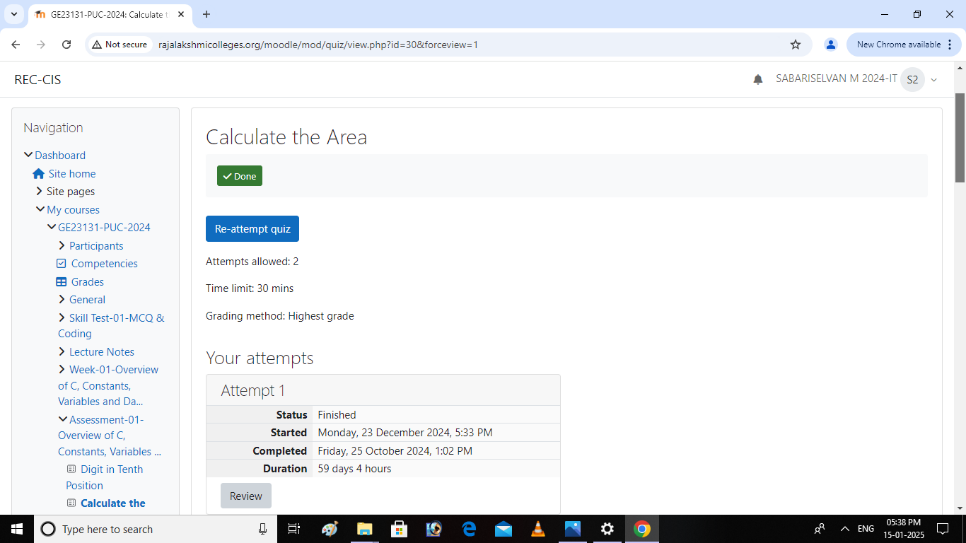 GE23131-PUC-2024: Calculate t
Not secure
rajalakshmicolleges.org/moodle/mod/quiz/view.php?id=30&forceview=1
New Chrome available
REC-CIS
SABARISELVAN M 2024-IT
S2
Navigation
Dashboard
Site home
Site pages
My courses
GE23131-PUC-2024
Participants
Competencies
Grades
General
Skill Test-01-MCQ &
Coding
Lecture Notes
Week-01-Overview
of C, Constants,
Variables and Da...
Assessment-01-
Overview of C,
Constants, Variables ...
Digit in Tenth
Position
Calculate the
Calculate the Area
Done
Re-attempt quiz
Attempts allowed: 2
Time limit: 30 mins
Grading method: Highest grade
Your attempts
Attempt 1
Status Finished
Started Monday, 23 December 2024, 5:33 PM
Completed Friday, 25 October 2024, 1:02 PM
Duration 59 days 4 hours
Review
Type here to search
ENG
05:38 PM
15-01-2025